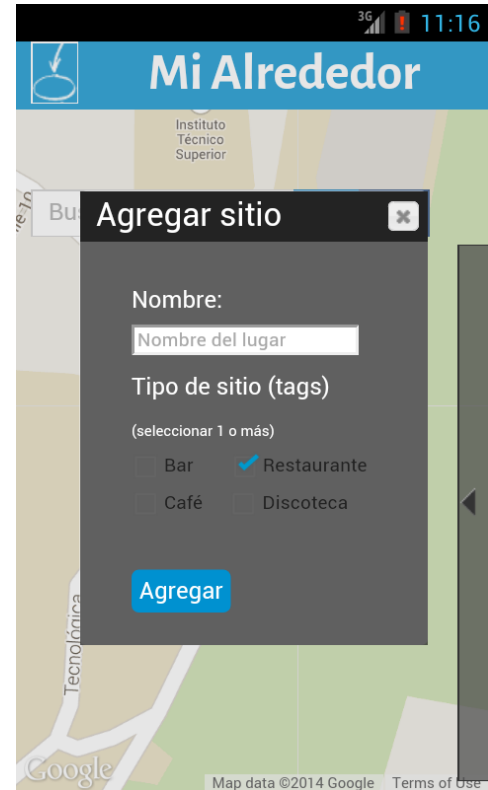 3G 11:16
Mi Alrededor
Instituto
Técnico
Superior
Bu
Agregar sitio
Nombre:
Nombre del lugar
Tipo de sitio (tags)
(seleccionar 1 o más)
Bar Restaurante
Café Discoteca
Agregar
Tecnológica
Google Map data ©2014 Google Terms of Use